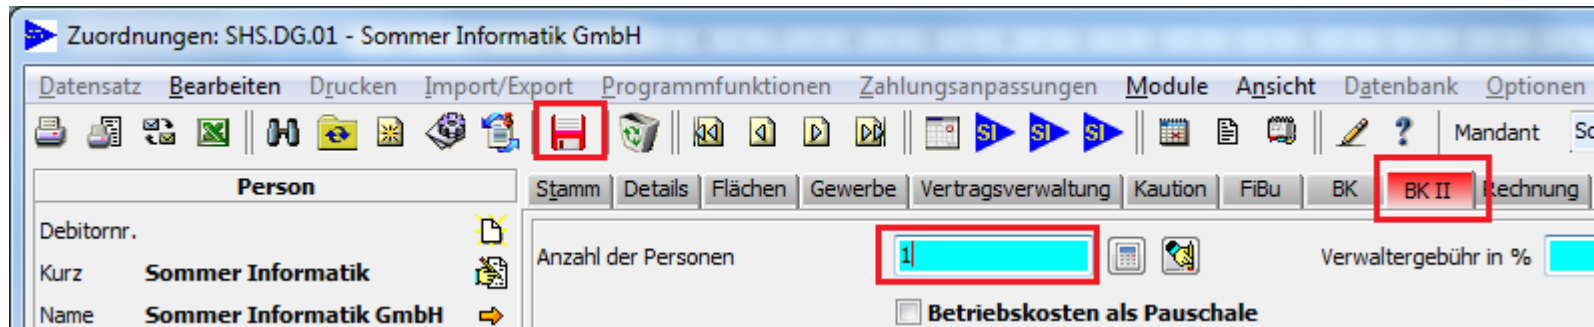 Zuordnungen: SHS.DG.01 - Sommer Informatik GmbH
Datensatz Bearbeiten Drucken Import/Export Programmfunktionen Zahlungsanpassungen Module Ansicht Datenbank Optionen
SI SI SI ? Mandant Sc
Person Stamm Details Flächen Gewerbe Vertragsverwaltung Kaution FiBu BK BK II Rechnung
Debitornr.
Anzahl der Personen 1 Verwaltergebühr in %
Kurz Sommer Informatik
Name Sommer Informatik GmbH Betriebskosten als Pauschale